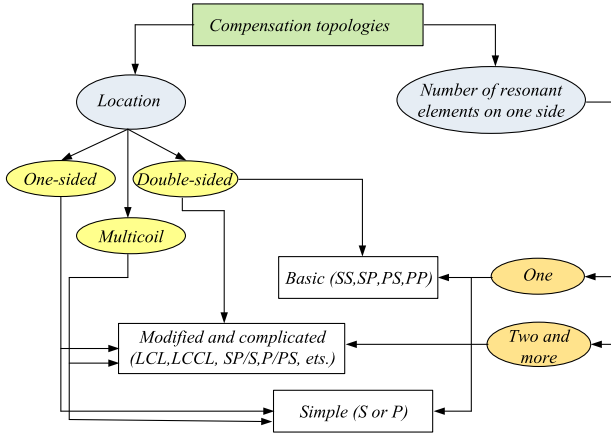 Compensation topologies
Location
Number of resonant
elements on one side
One-sided
Double-sided
Multicoil
Basic (SS,SP,PS,PP)
One
Modified and complicated
(LCL,LCCL, SP/S,P/PS, ets.)
Two and
more
Simple (S or P)